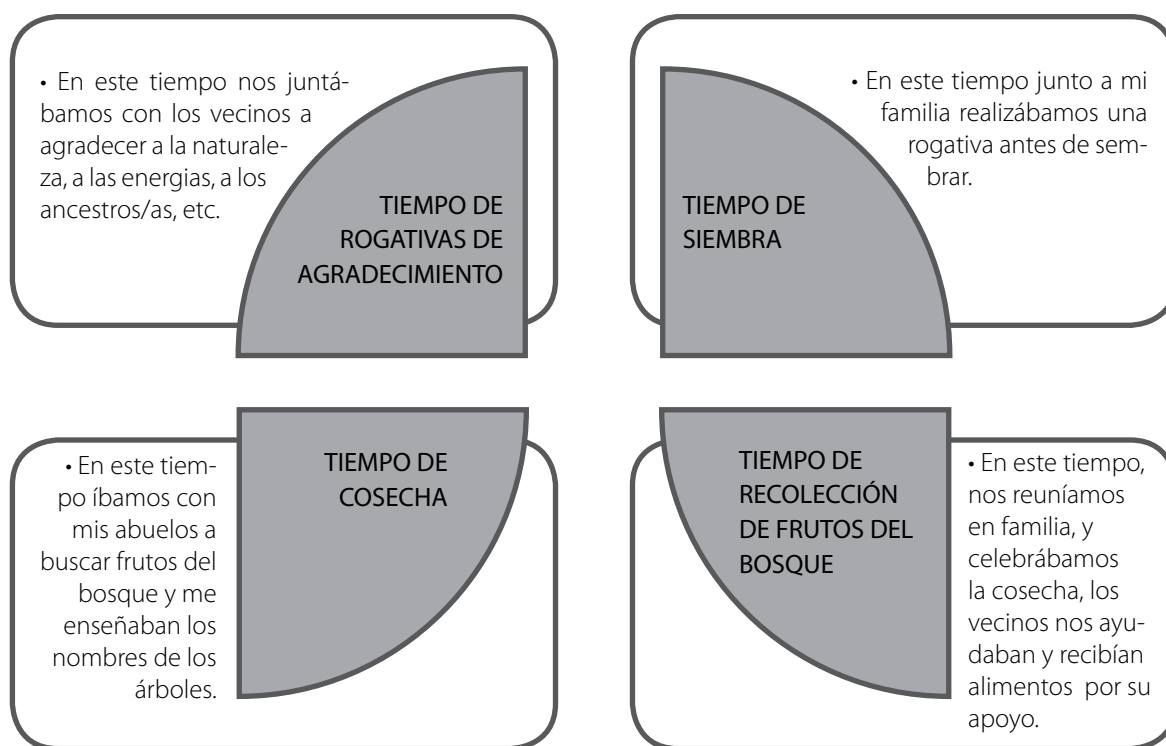 • En este tiempo nos juntá-
bamos con los vecinos a
agradecer a la naturale-
za, a las energias, a los
ancestros/as, etc.
TIEMPO DE
ROGATIVAS DE
AGRADECIMIENTO
• En este tiempo junto a mi
familia realizábamos una
rogativa antes de sem-
brar.
TIEMPO DE
SIEMBRA
• En este tiem-
po íbamos con
mis abuelos a
buscar frutos del
bosque y me
enseñaban los
nombres de los
árboles.
TIEMPO DE
COSECHA
TIEMPO DE
RECOLECCIÓN
DE FRUTOS DEL
BOSQUE
• En este tiempo,
nos reuníamos
en familia, y
celebrábamos
la cosecha, los
vecinos nos ayu-
daban y recibían
alimentos por su
apoyo.